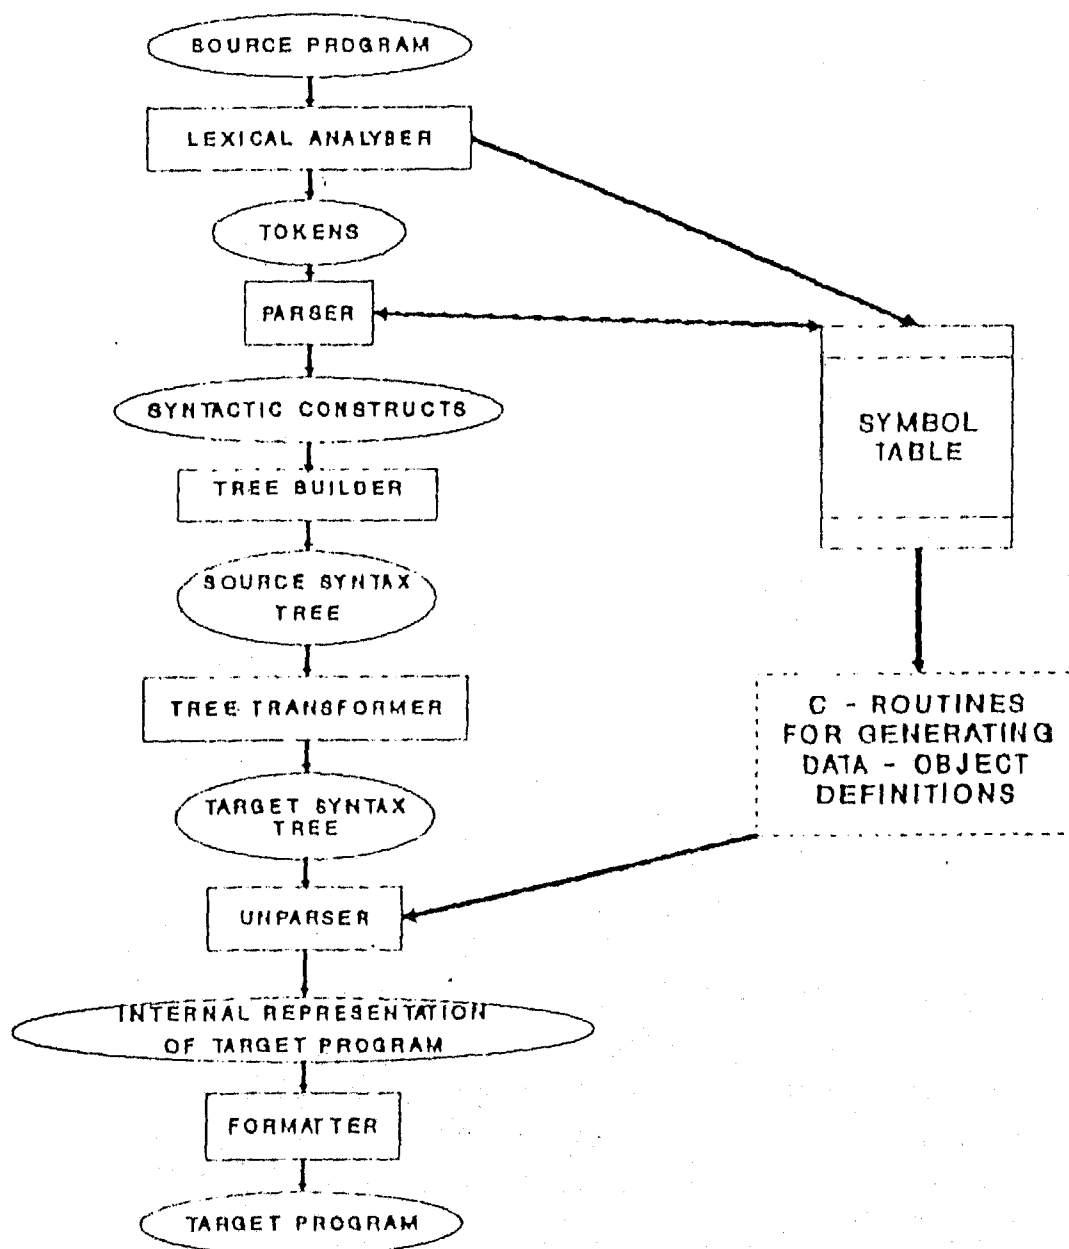 SOURCE PROGRAM
LEXICAL ANALYSER
TOKENS
PARSER
SYNTACTIC CONSTRUCTS
SYMBOL
TABLE
TREE BUILDER
SOURCE SYNTAX
TREE
TREE TRANSFORMER
C - ROUTINES
FOR GENERATING
DATA - OBJECT
DEFINITIONS
TARGET SYNTAX
TREE
UNPARSER
INTERNAL REPRESENTATION
OF TARGET PROGRAM
FORMATTER
TARGET PROGRAM